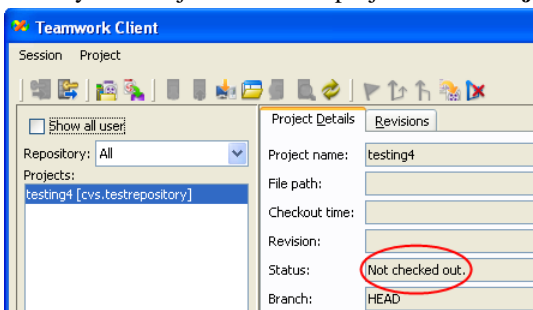 Teamwork Client
Session Project
Show all user
Repository: All
Projects:
testing4 [cvs.testrepository]
Project Details Revisions
Project name: testing4
File path:
Checkout time:
Revision:
Status: Not checked out.
Branch: HEAD